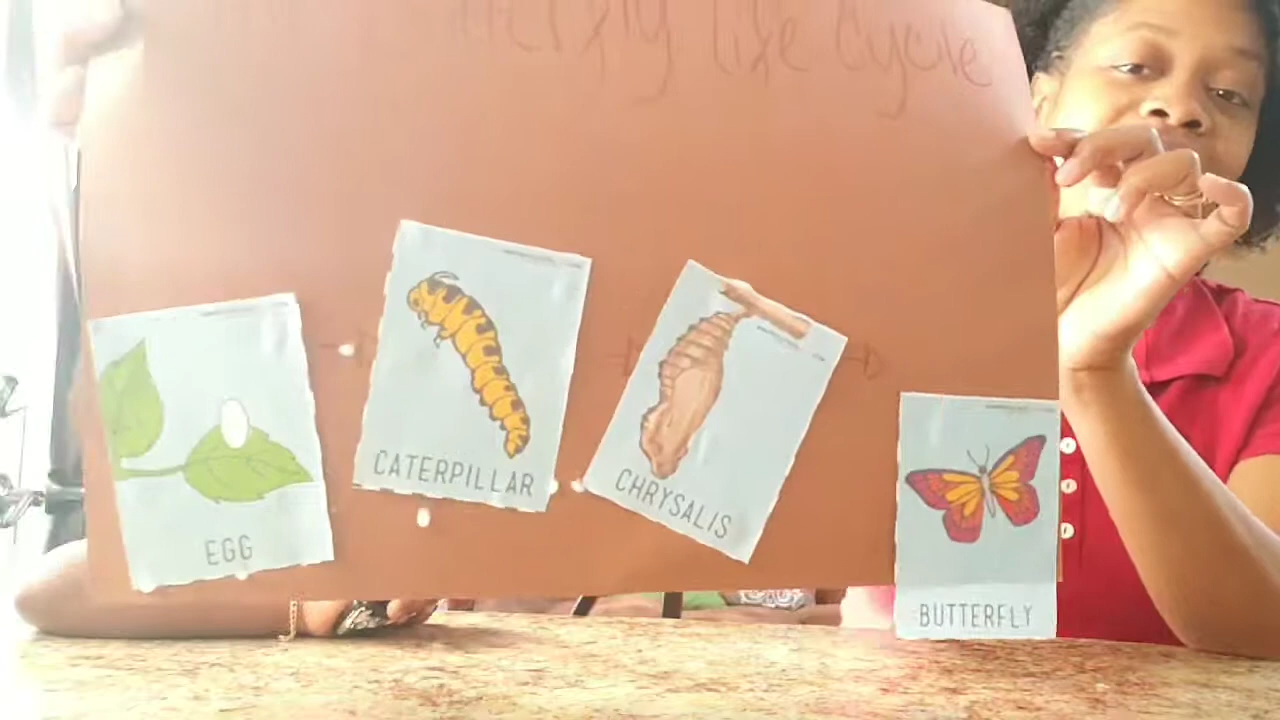 Life Cycle
EGG
CATERPILLAR
CHRYSALIS
BUTTERFLY